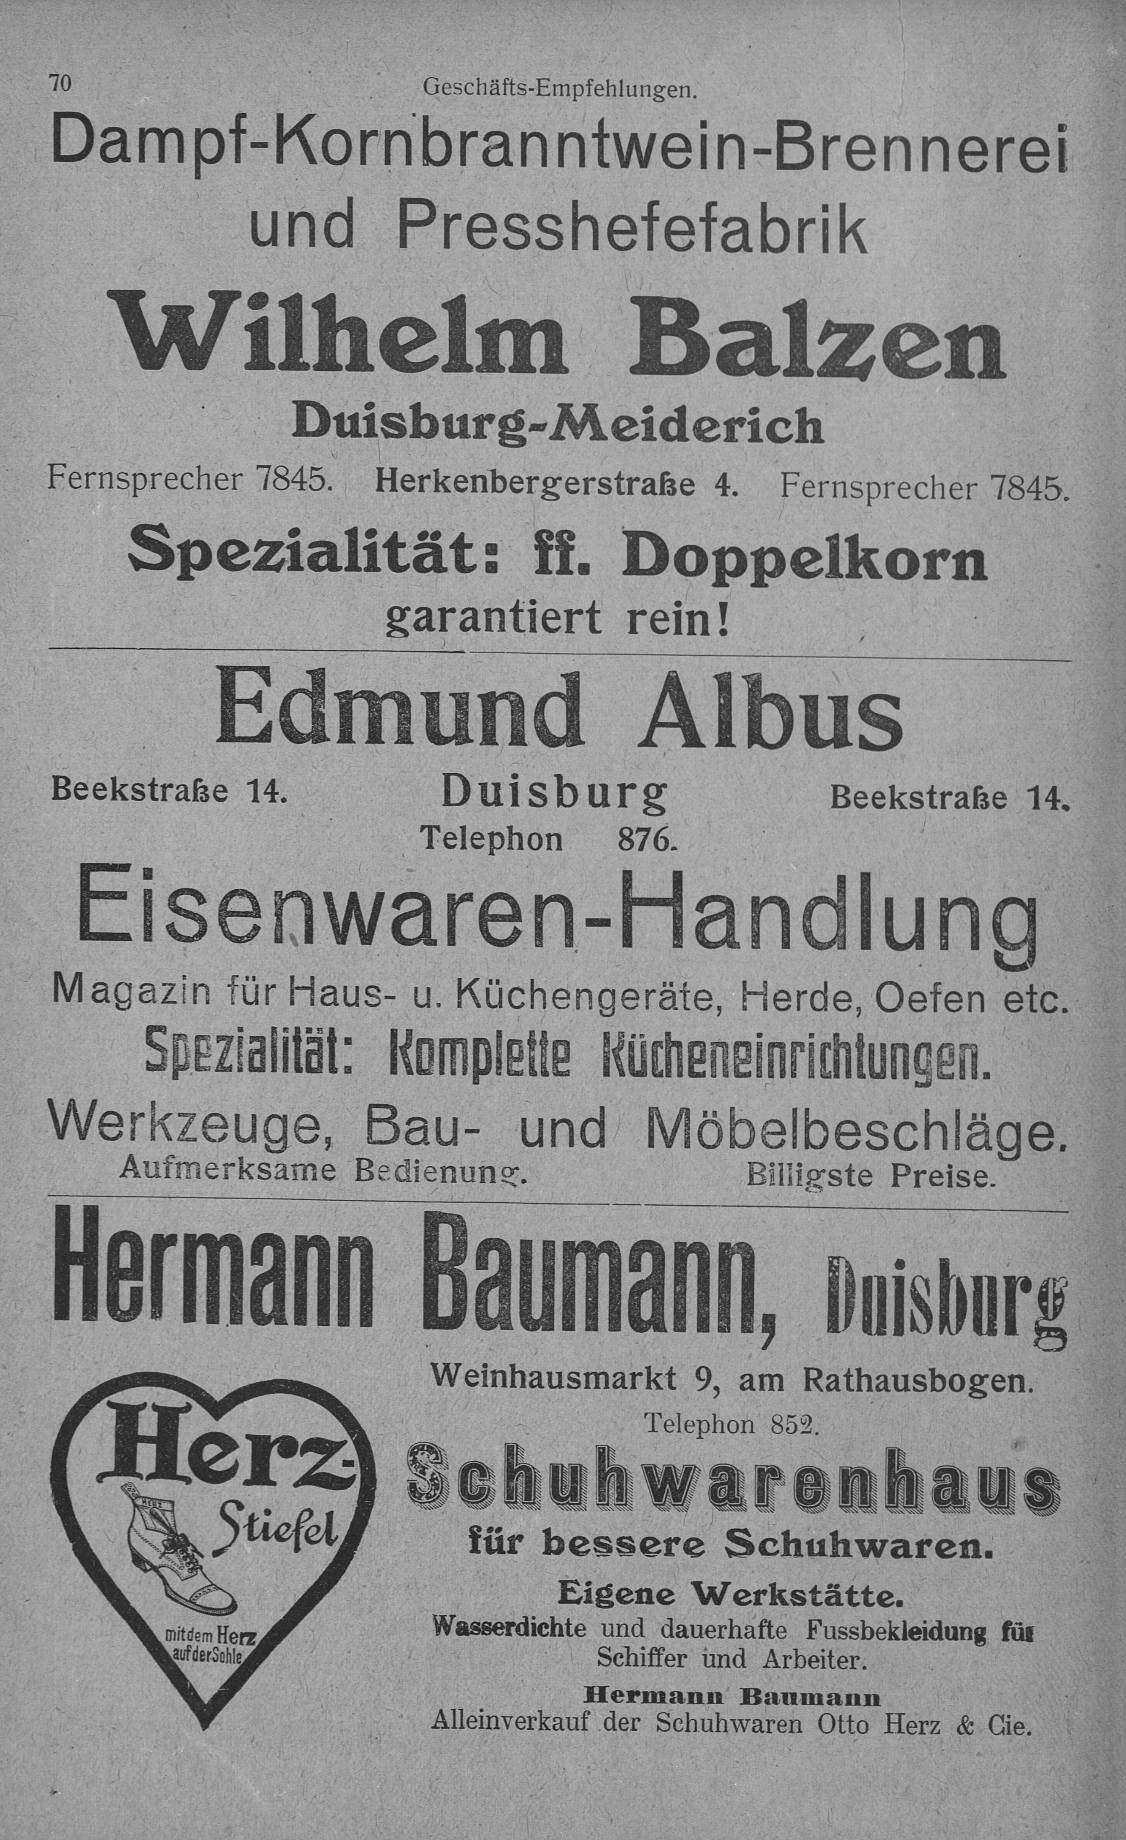 70
Geschäfts-Empfehlungen.
Dampf-Kornbranntwein-Brennerei
und Presshefefabrik
Wilhelm Balzen
Duisburg-Meiderich
Fernsprecher 7845. Herkenbergerstraße 4. Fernsprecher 7845.
Spezialität: ff. Doppelkorn
garantiert rein!
Edmund Albus
Beekstraße 14. Duisburg Beekstraße 14.
Telephon 876.
Eisenwaren-Handlung
Magazin für Haus- u. Küchengeräte, Herde, Oefen etc.
Spezialität: Komplette Kücheneinrichtungen.
Werkzeuge, Bau- und Möbelbeschläge.
Aufmerksame Bedienung. Billigste Preise.
Hermann Baumann, Duisburg
Weinhausmarkt 9, am Rathausbogen.
Telephon 852.
Herz-
Stiefel
HERZ
mit dem Herz
auf der Sohle
Schuhwarenhaus
für bessere Schuhwaren.
Eigene Werkstätte.
Wasserdichte und dauerhafte Fussbekleidung für
Schiffer und Arbeiter.
Hermann Baumann
Alleinverkauf der Schuhwaren Otto Herz & Cie.